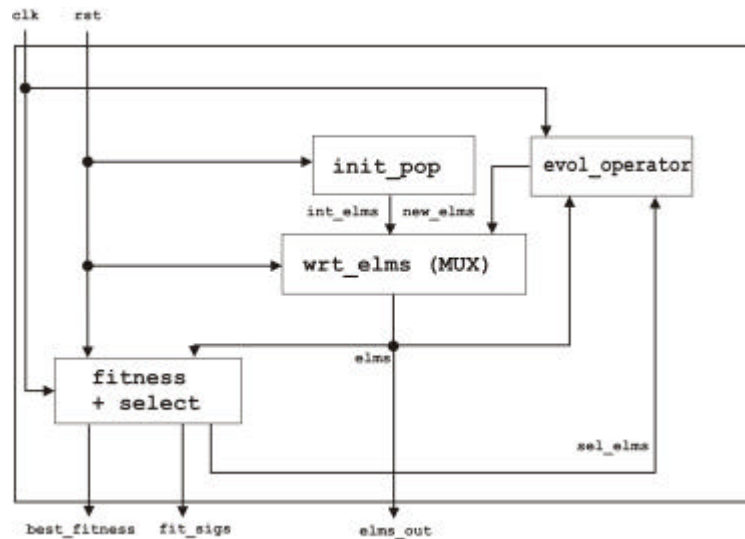 clk rst
init_pop
evol_operator
int_elms new_elms
wrt_elms (MUX)
elms
fitness
+ select
sel_elms
best_fitness fit_sigs elms_out